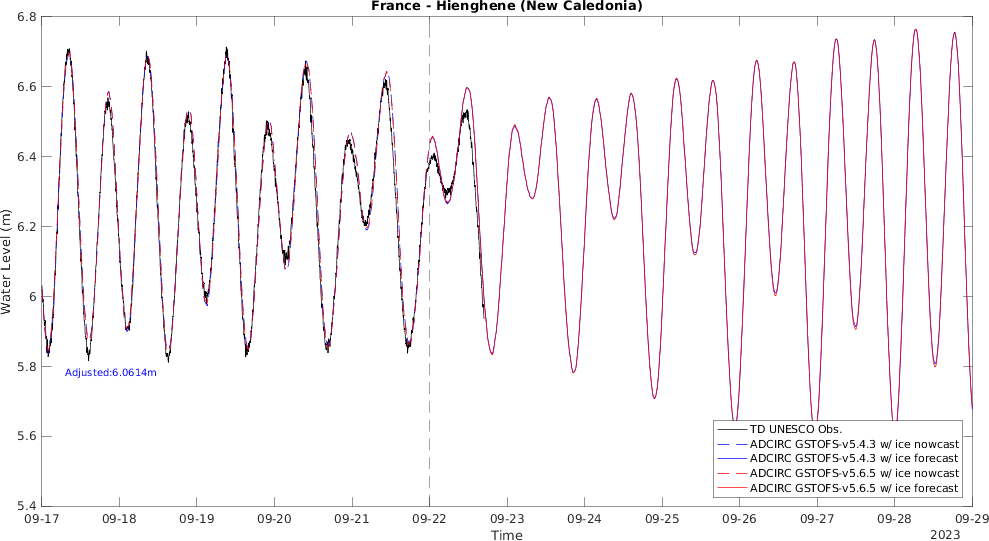 France - Hienghene (New Caledonia)
Water Level (m)
6.8
6.6
6.4
6.2
6
5.8
5.6
5.4
Adjusted:6.0614m
TD UNESCO Obs.
ADCIRC GSTOFS-v5.4.3 w/ ice nowcast
ADCIRC GSTOFS-v5.4.3 w/ ice forecast
ADCIRC GSTOFS-v5.6.5 w/ ice nowcast
ADCIRC GSTOFS-v5.6.5 w/ ice forecast
09-17 09-18 09-19 09-20 09-21 09-22 09-23 09-24 09-25 09-26 09-27 09-28 09-29
Time
2023